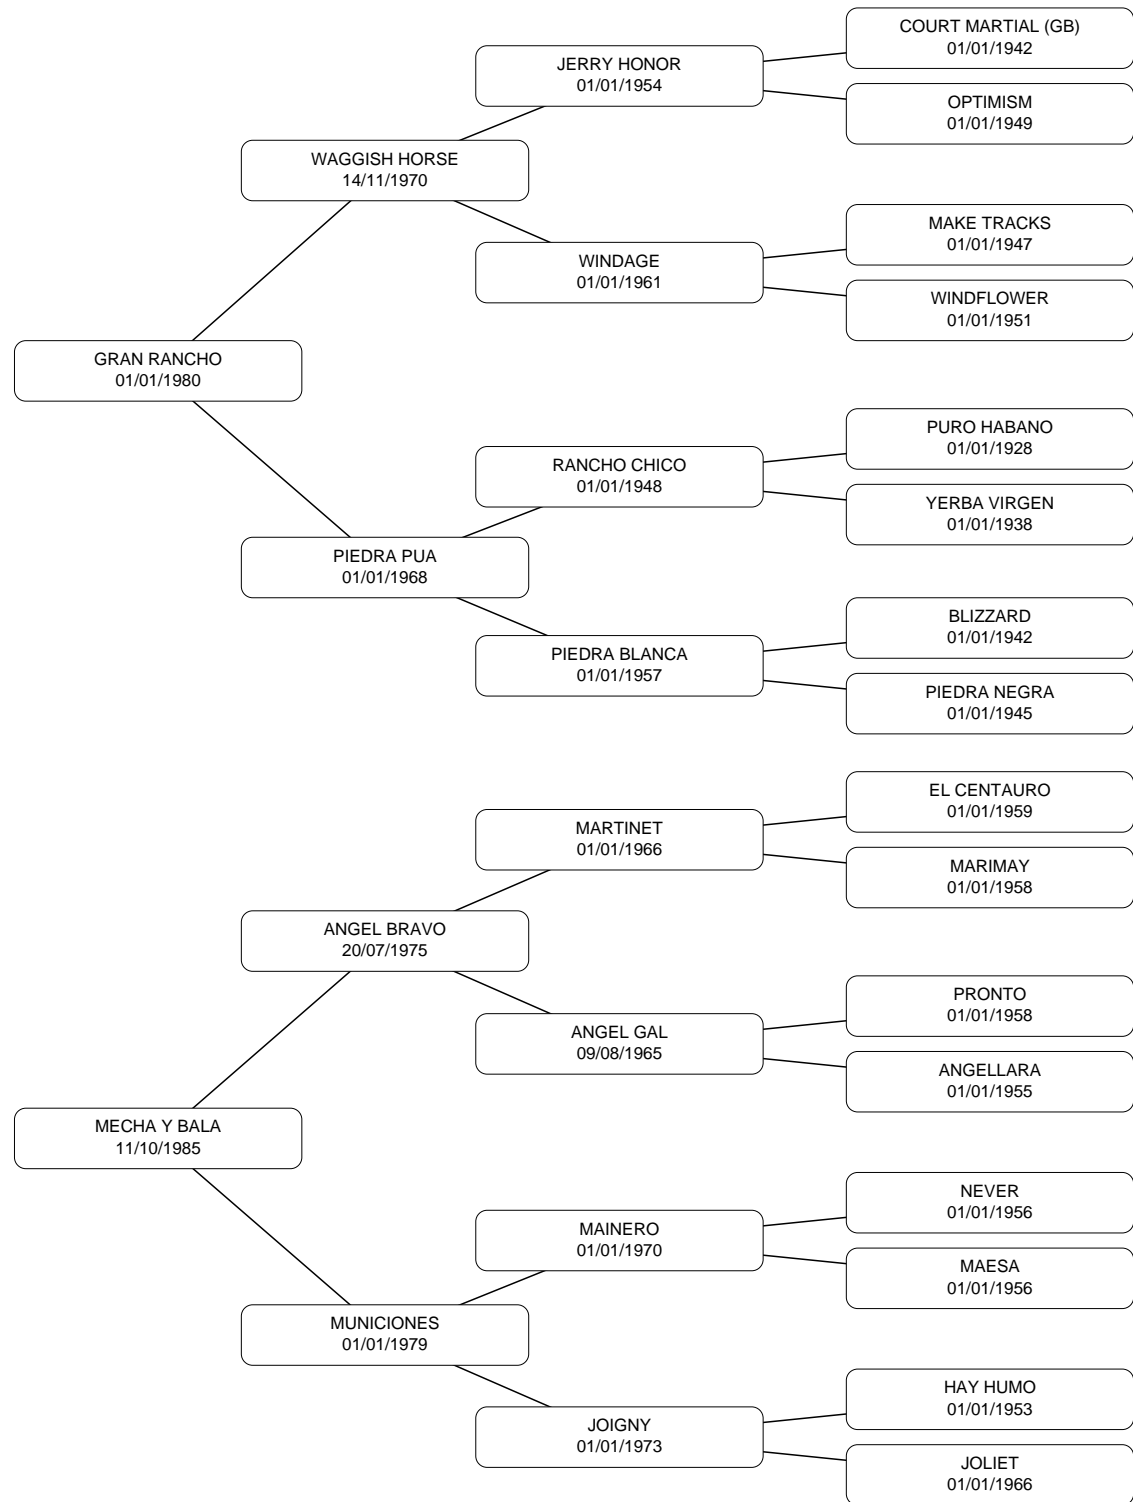 COURT MARTIAL (GB)
01/01/1942
JERRY HONOR
01/01/1954
OPTIMISM
01/01/1949
WAGGISH HORSE
14/11/1970
MAKE TRACKS
01/01/1947
WINDAGE
01/01/1961
WINDFLOWER
01/01/1951
GRAN RANCHO
01/01/1980
PURO HABANO
01/01/1928
RANCHO CHICO
01/01/1948
YERBA VIRGEN
01/01/1938
PIEDRA PUA
01/01/1968
BLIZZARD
01/01/1942
PIEDRA BLANCA
01/01/1957
PIEDRA NEGRA
01/01/1945
EL CENTAURO
01/01/1959
MARTINET
01/01/1966
MARIMAY
01/01/1958
ANGEL BRAVO
20/07/1975
PRONTO
01/01/1958
ANGEL GAL
09/08/1965
ANGELLARA
01/01/1955
MECHA Y BALA
11/10/1985
NEVER
01/01/1956
MAINERO
01/01/1970
MAESA
01/01/1956
MUNICIONES
01/01/1979
HAY HUMO
01/01/1953
JOIGNY
01/01/1973
JOLIET
01/01/1966